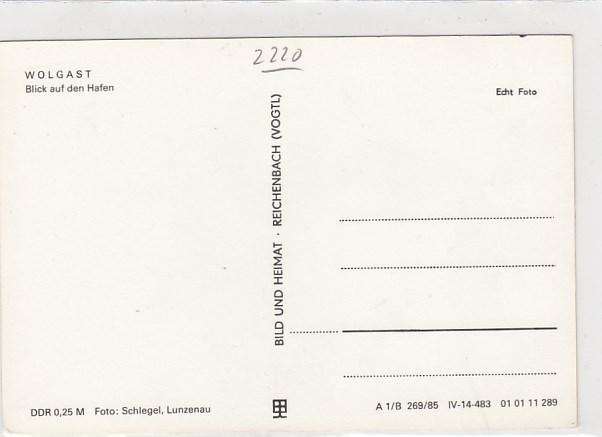 2220
WOLGAST
Blick auf den Hafen
Echt Foto
BILD UND HEIMAT · REICHENBACH (VOGTL)
DDR 0,25 M Foto: Schlegel, Lunzenau
A 1/B 269/85 IV-14-483 01 01 11 289